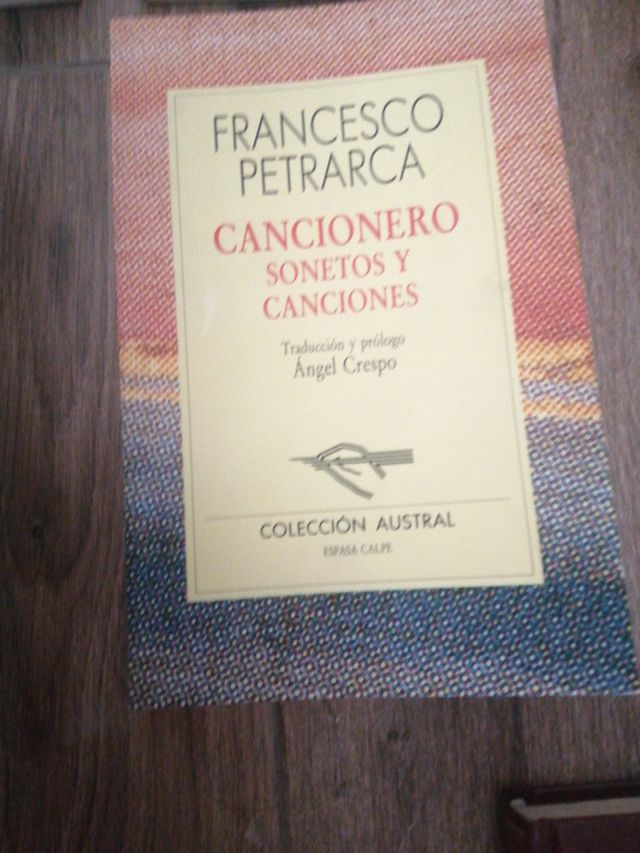 FRANCESCO
PETRARCA
CANCIONERO
SONETOS Y
CANCIONES
Traducción y prólogo
Ángel Crespo
COLECCIÓN AUSTRAL
ESPASA CALPE